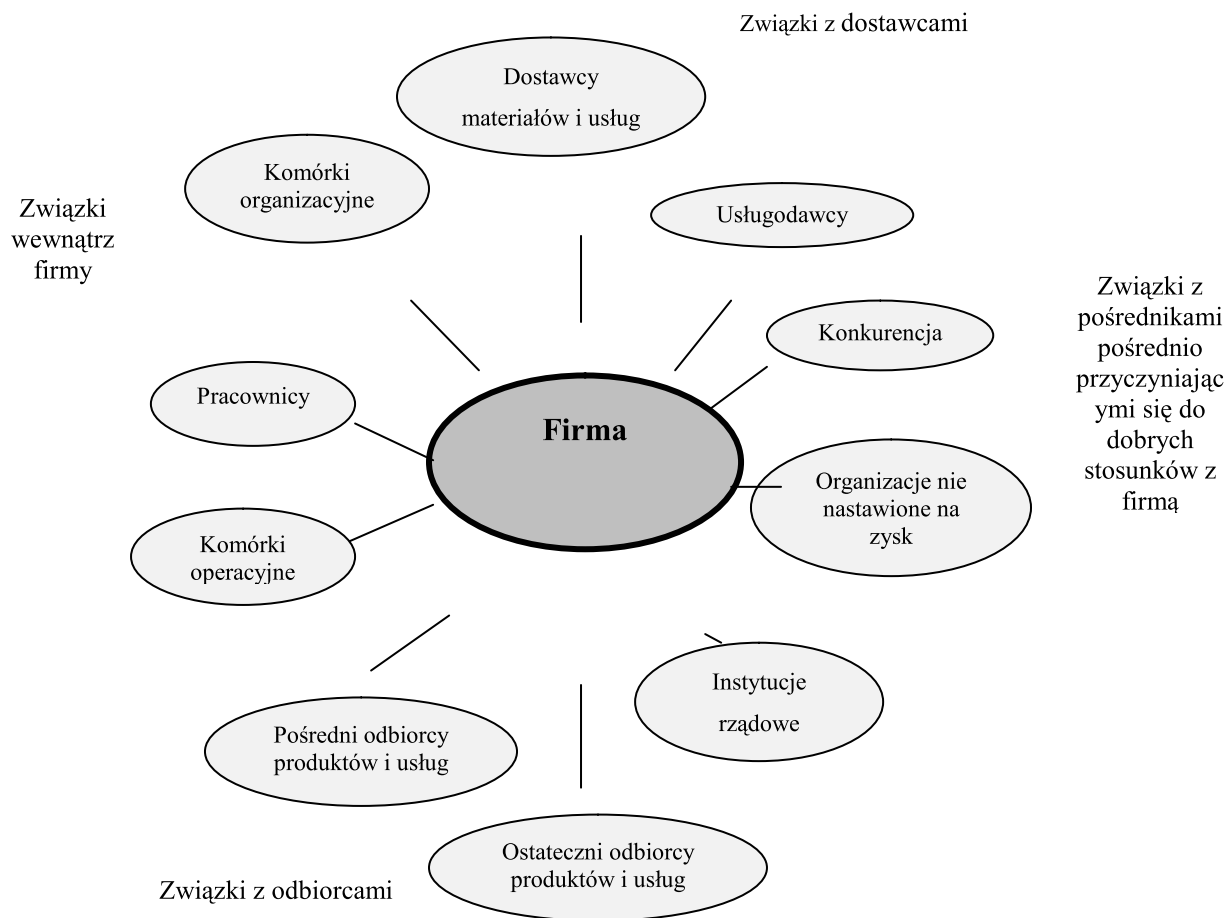 Związki z dostawcami
Dostawcy
materiałów i usług
Komórki
organizacyjne
Związki
wewnątrz
firmy
Usługodawcy
Związki z
pośrednikami
pośrednio
przyczyniając
ymi się do
dobrych
stosunków z
firmą
Konkurencja
Pracownicy
Firma
Organizacje nie
nastawione na
zysk
Komórki
operacyjne
Instytucje
rządowe
Pośredni odbiorcy
produktów i usług
Ostateczni odbiorcy
produktów i usług
Związki z odbiorcami